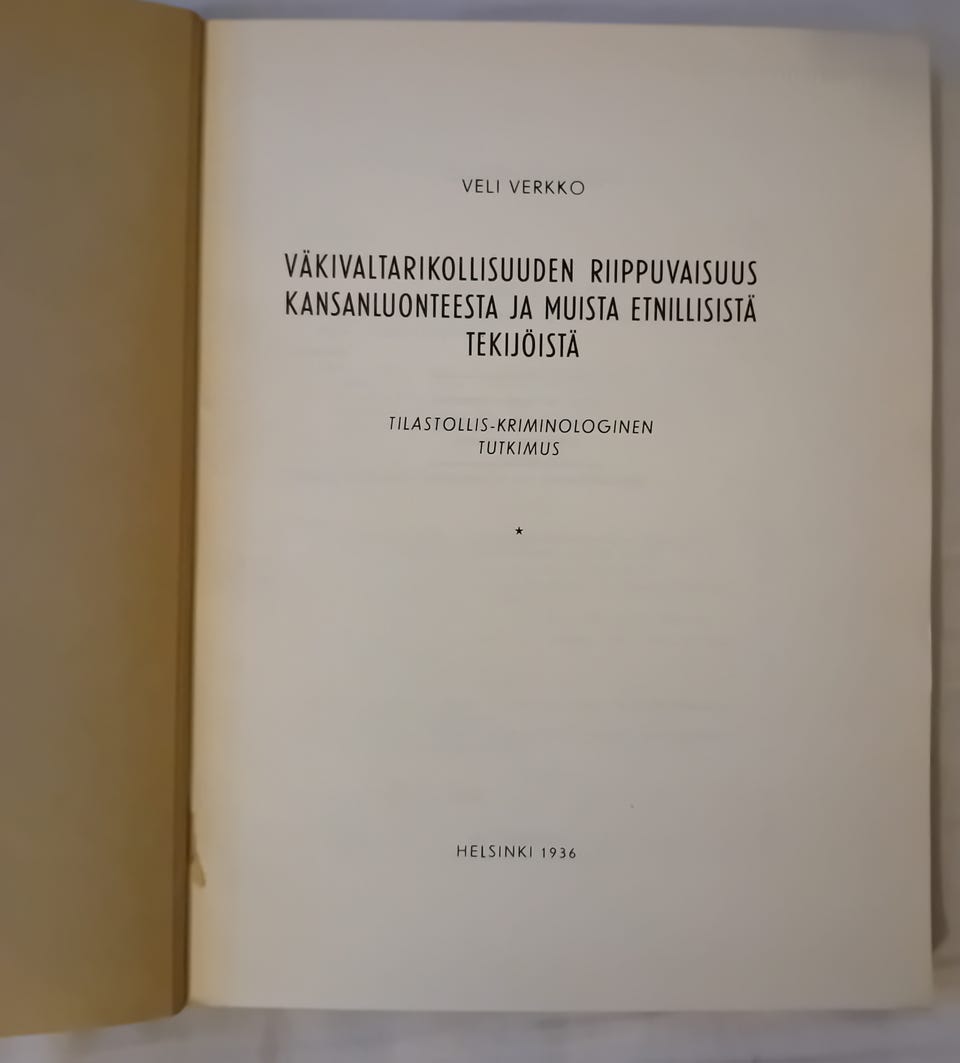 VELI VERKKO
VÄKIVALTARIKOLLISUUDEN RIIPPUVAISUUS
KANSANLUONTEESTA JA MUISTA ETNILLISISTÄ
TEKIJÖISTÄ
TILASTOLLIS-KRIMINOLOGINEN
TUTKIMUS
★
HELSINKI 1936